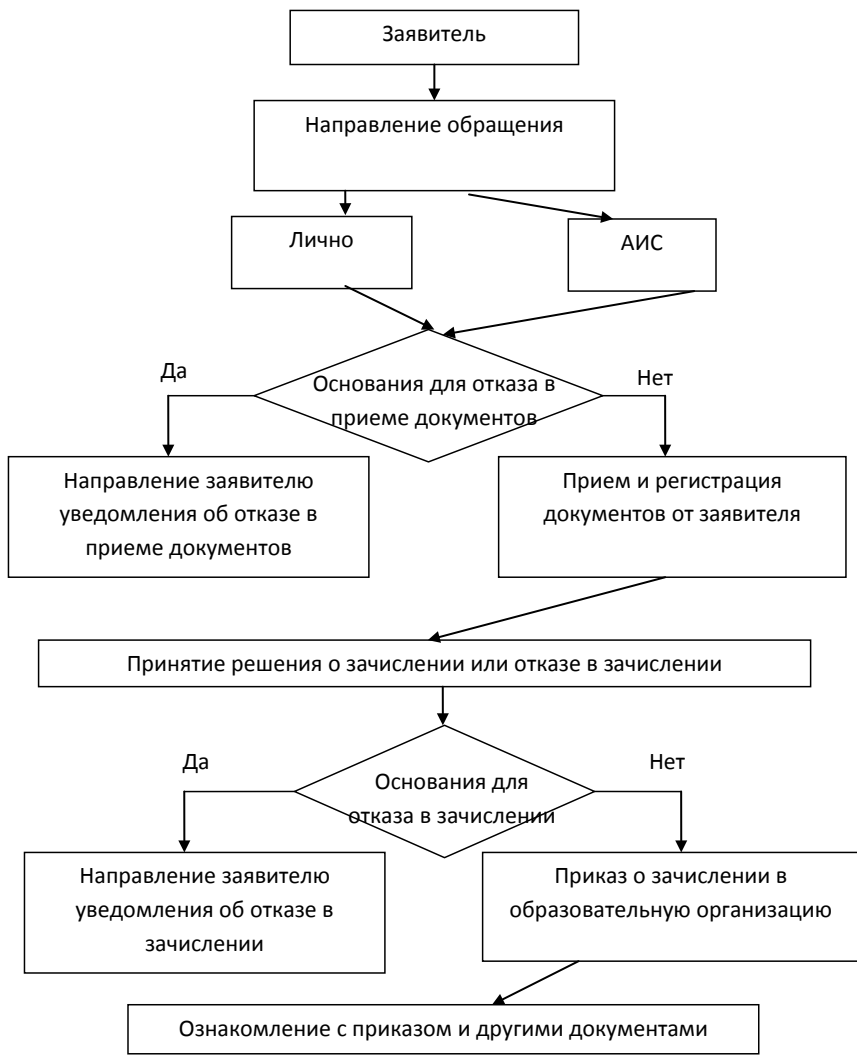 Заявитель
Направление обращения
Лично
АИС
Да
Основания для отказа в
приеме документов
Нет
Направление заявителю
уведомления об отказе в
приеме документов
Прием и регистрация
документов от заявителя
Принятие решения о зачислении или отказе в зачислении
Да
Основания для
отказа в зачислении
Нет
Направление заявителю
уведомления об отказе в
зачислении
Приказ о зачислении в
образовательную организацию
Ознакомление с приказом и другими документами